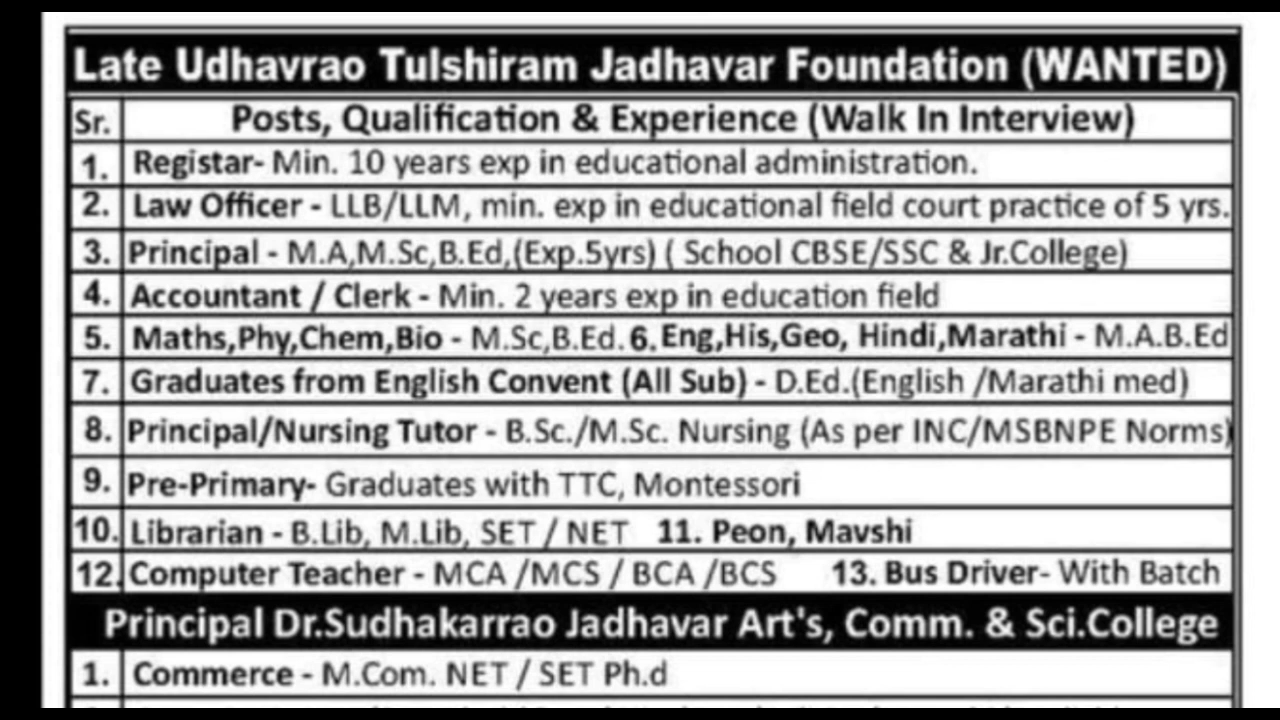 Late Udhavrao Tulshiram Jadhavar Foundation (WANTED)
Sr. Posts, Qualification & Experience (Walk In Interview)
1. Registar- Min. 10 years exp in educational administration.
2. Law Officer - LLB/LLM, min. exp in educational field court practice of 5 yrs.
3. Principal - M.A,M.Sc,B.Ed,(Exp.5yrs) ( School CBSE/SSC & Jr.College)
4. Accountant / Clerk - Min. 2 years exp in education field
5. Maths,Phy,Chem,Bio - M.Sc,B.Ed. 6. Eng,His,Geo, Hindi,Marathi - M.A.B.Ed
7. Graduates from English Convent (All Sub) - D.Ed.(English /Marathi med)
8. Principal/Nursing Tutor - B.Sc./M.Sc. Nursing (As per INC/MSBNPE Norms)
9. Pre-Primary- Graduates with TTC, Montessori
10. Librarian - B.Lib, M.Lib, SET / NET 11. Peon, Mavshi
12. Computer Teacher - MCA /MCS / BCA /BCS 13. Bus Driver- With Batch
Principal Dr.Sudhakarrao Jadhavar Art's, Comm. & Sci.College
1. Commerce - M.Com. NET / SET Ph.d